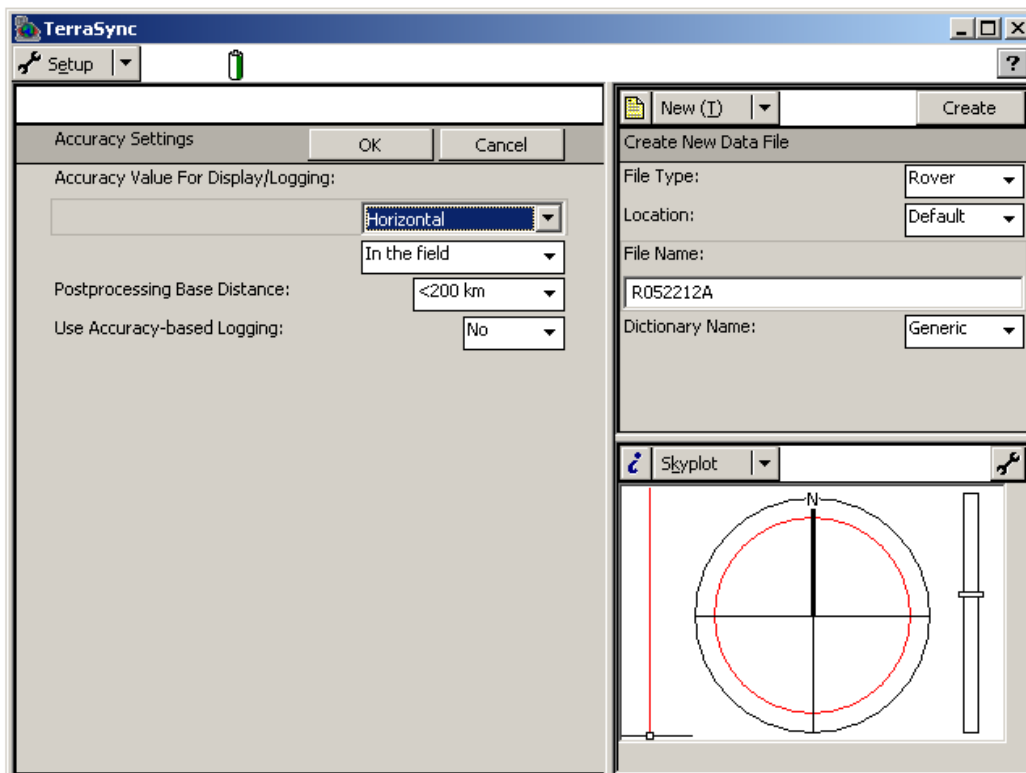 TerraSync
Setup
?
Accuracy Settings OK Cancel
Accuracy Value For Display/Logging:
Horizontal
In the field
Postprocessing Base Distance: <200 km
Use Accuracy-based Logging: No
New (T) Create
Create New Data File
File Type: Rover
Location: Default
File Name:
R052212A
Dictionary Name: Generic
Skyplot
N